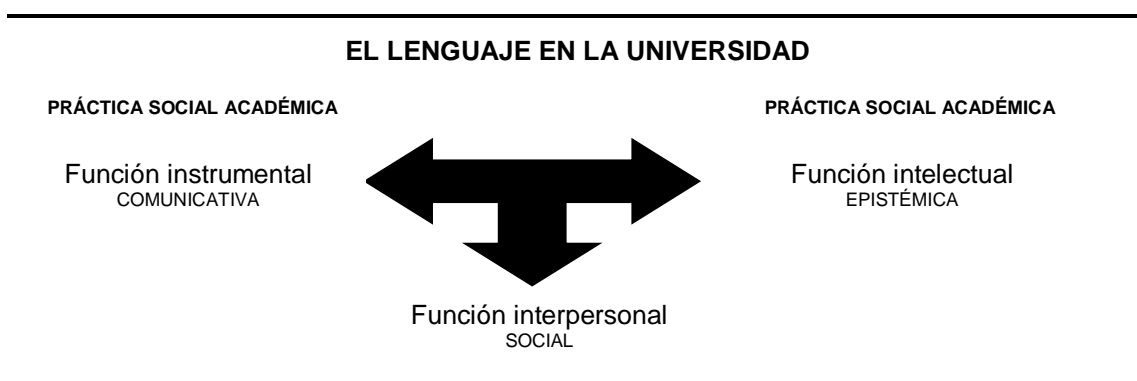 EL LENGUAJE EN LA UNIVERSIDAD
PRÁCTICA SOCIAL ACADÉMICA
PRÁCTICA SOCIAL ACADÉMICA
Función instrumental
COMUNICATIVA
Función intelectual
EPISTÉMICA
Función interpersonal
SOCIAL